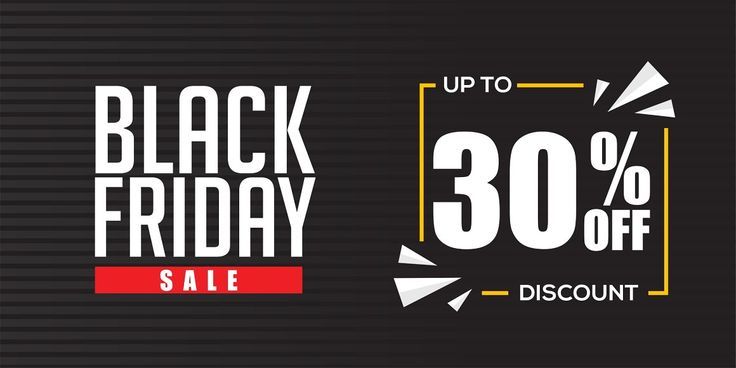 BLACK
FRIDAY
SALE
UP TO
30%
OFF
DISCOUNT